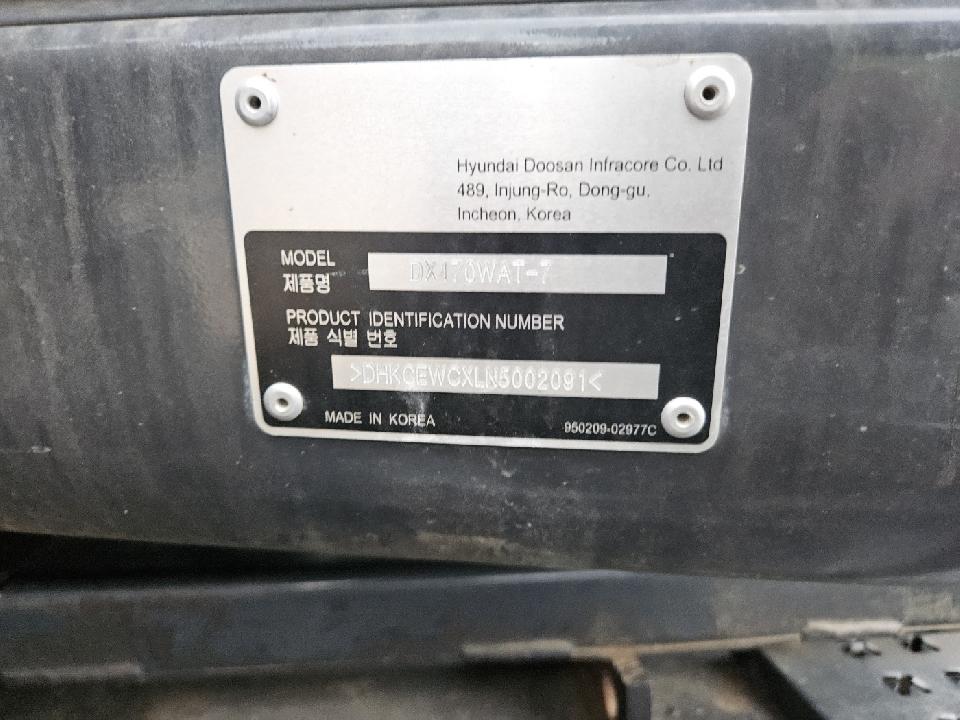 Hyundai Doosan Infracore Co. Ltd
489, Injung-Ro, Dong-gu,
Incheon, Korea
MODEL DX170WAT-7
제품명
PRODUCT IDENTIFICATION NUMBER
제품 식별 번호
>DHKCEWCXLN5002091<
MADE IN KOREA
950209-02977C